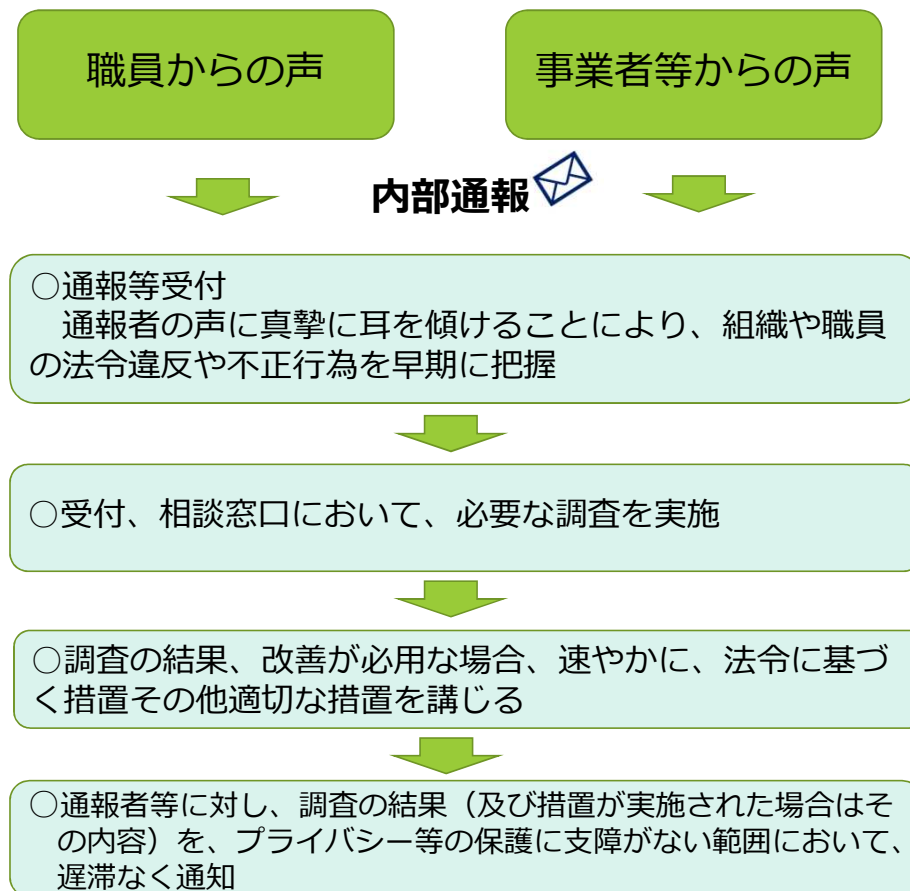 職員からの声
事業者等からの声
内部通報
○通報等受付
　通報者の声に真摯に耳を傾けることにより、組織や職員
の法令違反や不正行為を早期に把握
○受付、相談窓口において、必要な調査を実施
○調査の結果、改善が必用な場合、速やかに、法令に基づ
く措置その他適切な措置を講じる
○通報者等に対し、調査の結果（及び措置が実施された場合はそ
の内容）を、プライバシー等の保護に支障がない範囲において、
遅滞なく通知